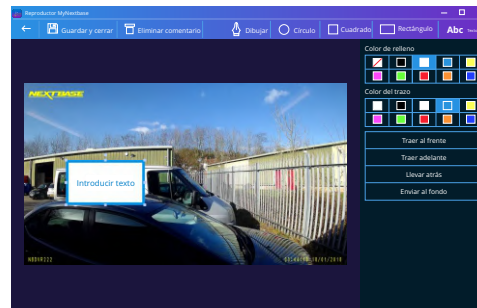 Reproductor MyNextbase
Guardar y cerrar
Eliminar comentario
Dibujar
Círculo
Cuadrado
Rectángulo
Abc
Color de relleno
Color del trazo
Traer al frente
Traer adelante
Llevar atrás
Enviar al fondo
NEXTBASE
Introducir texto